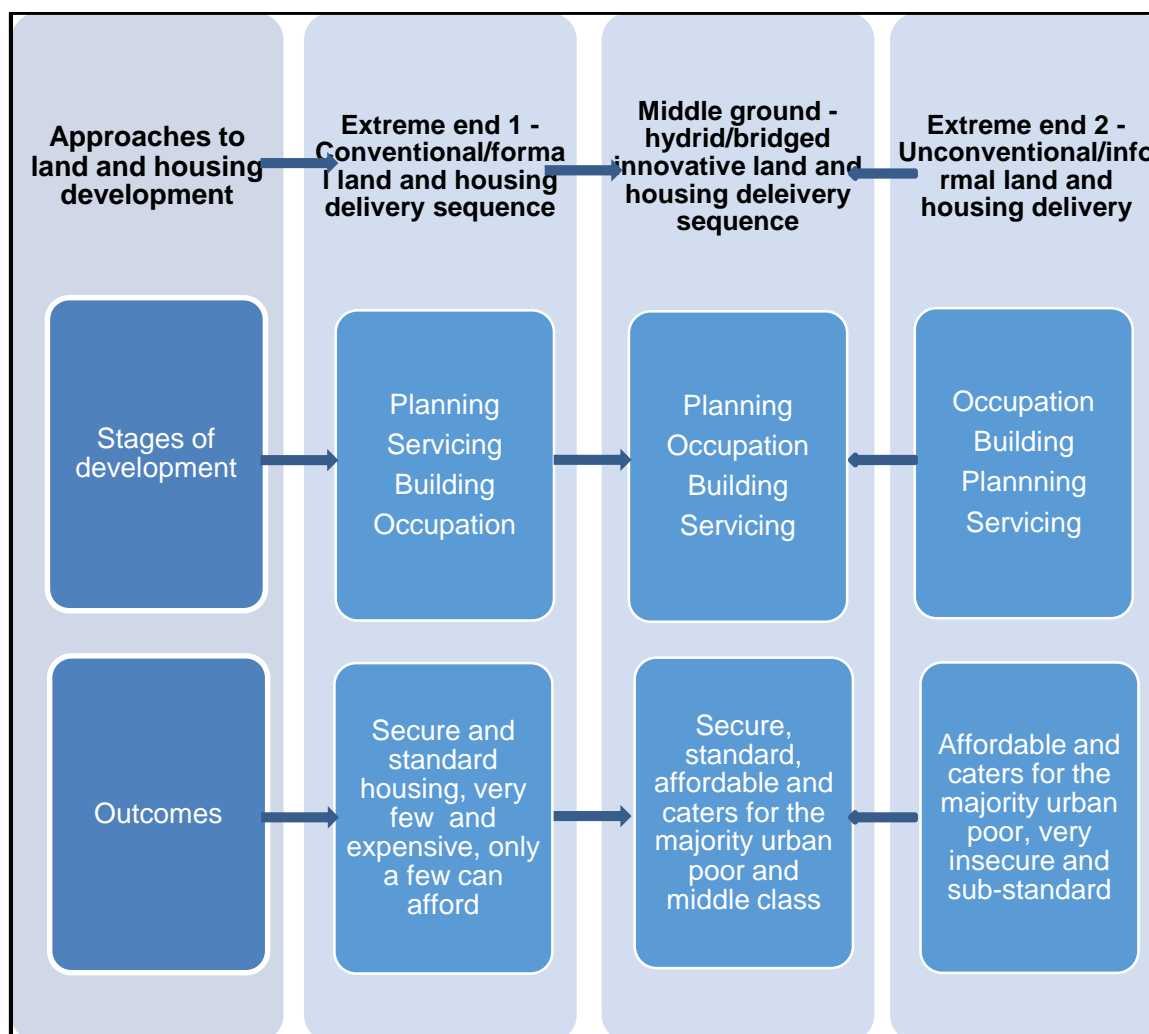 Approaches to
land and housing
development
Extreme end 1 -
Conventional/forma
l land and housing
delivery sequence
Middle ground -
hydrid/bridged
innovative land and
housing deleivery
sequence
Extreme end 2 -
Unconventional/info
rmal land and
housing delivery
Stages of
development
Planning
Servicing
Building
Occupation
Planning
Occupation
Building
Servicing
Occupation
Building
Plannning
Servicing
Outcomes
Secure and
standard
housing, very
few and
expensive, only
a few can
afford
Secure,
standard,
affordable and
caters for the
majority urban
poor and
middle class
Affordable and
caters for the
majority urban
poor, very
insecure and
sub-standard